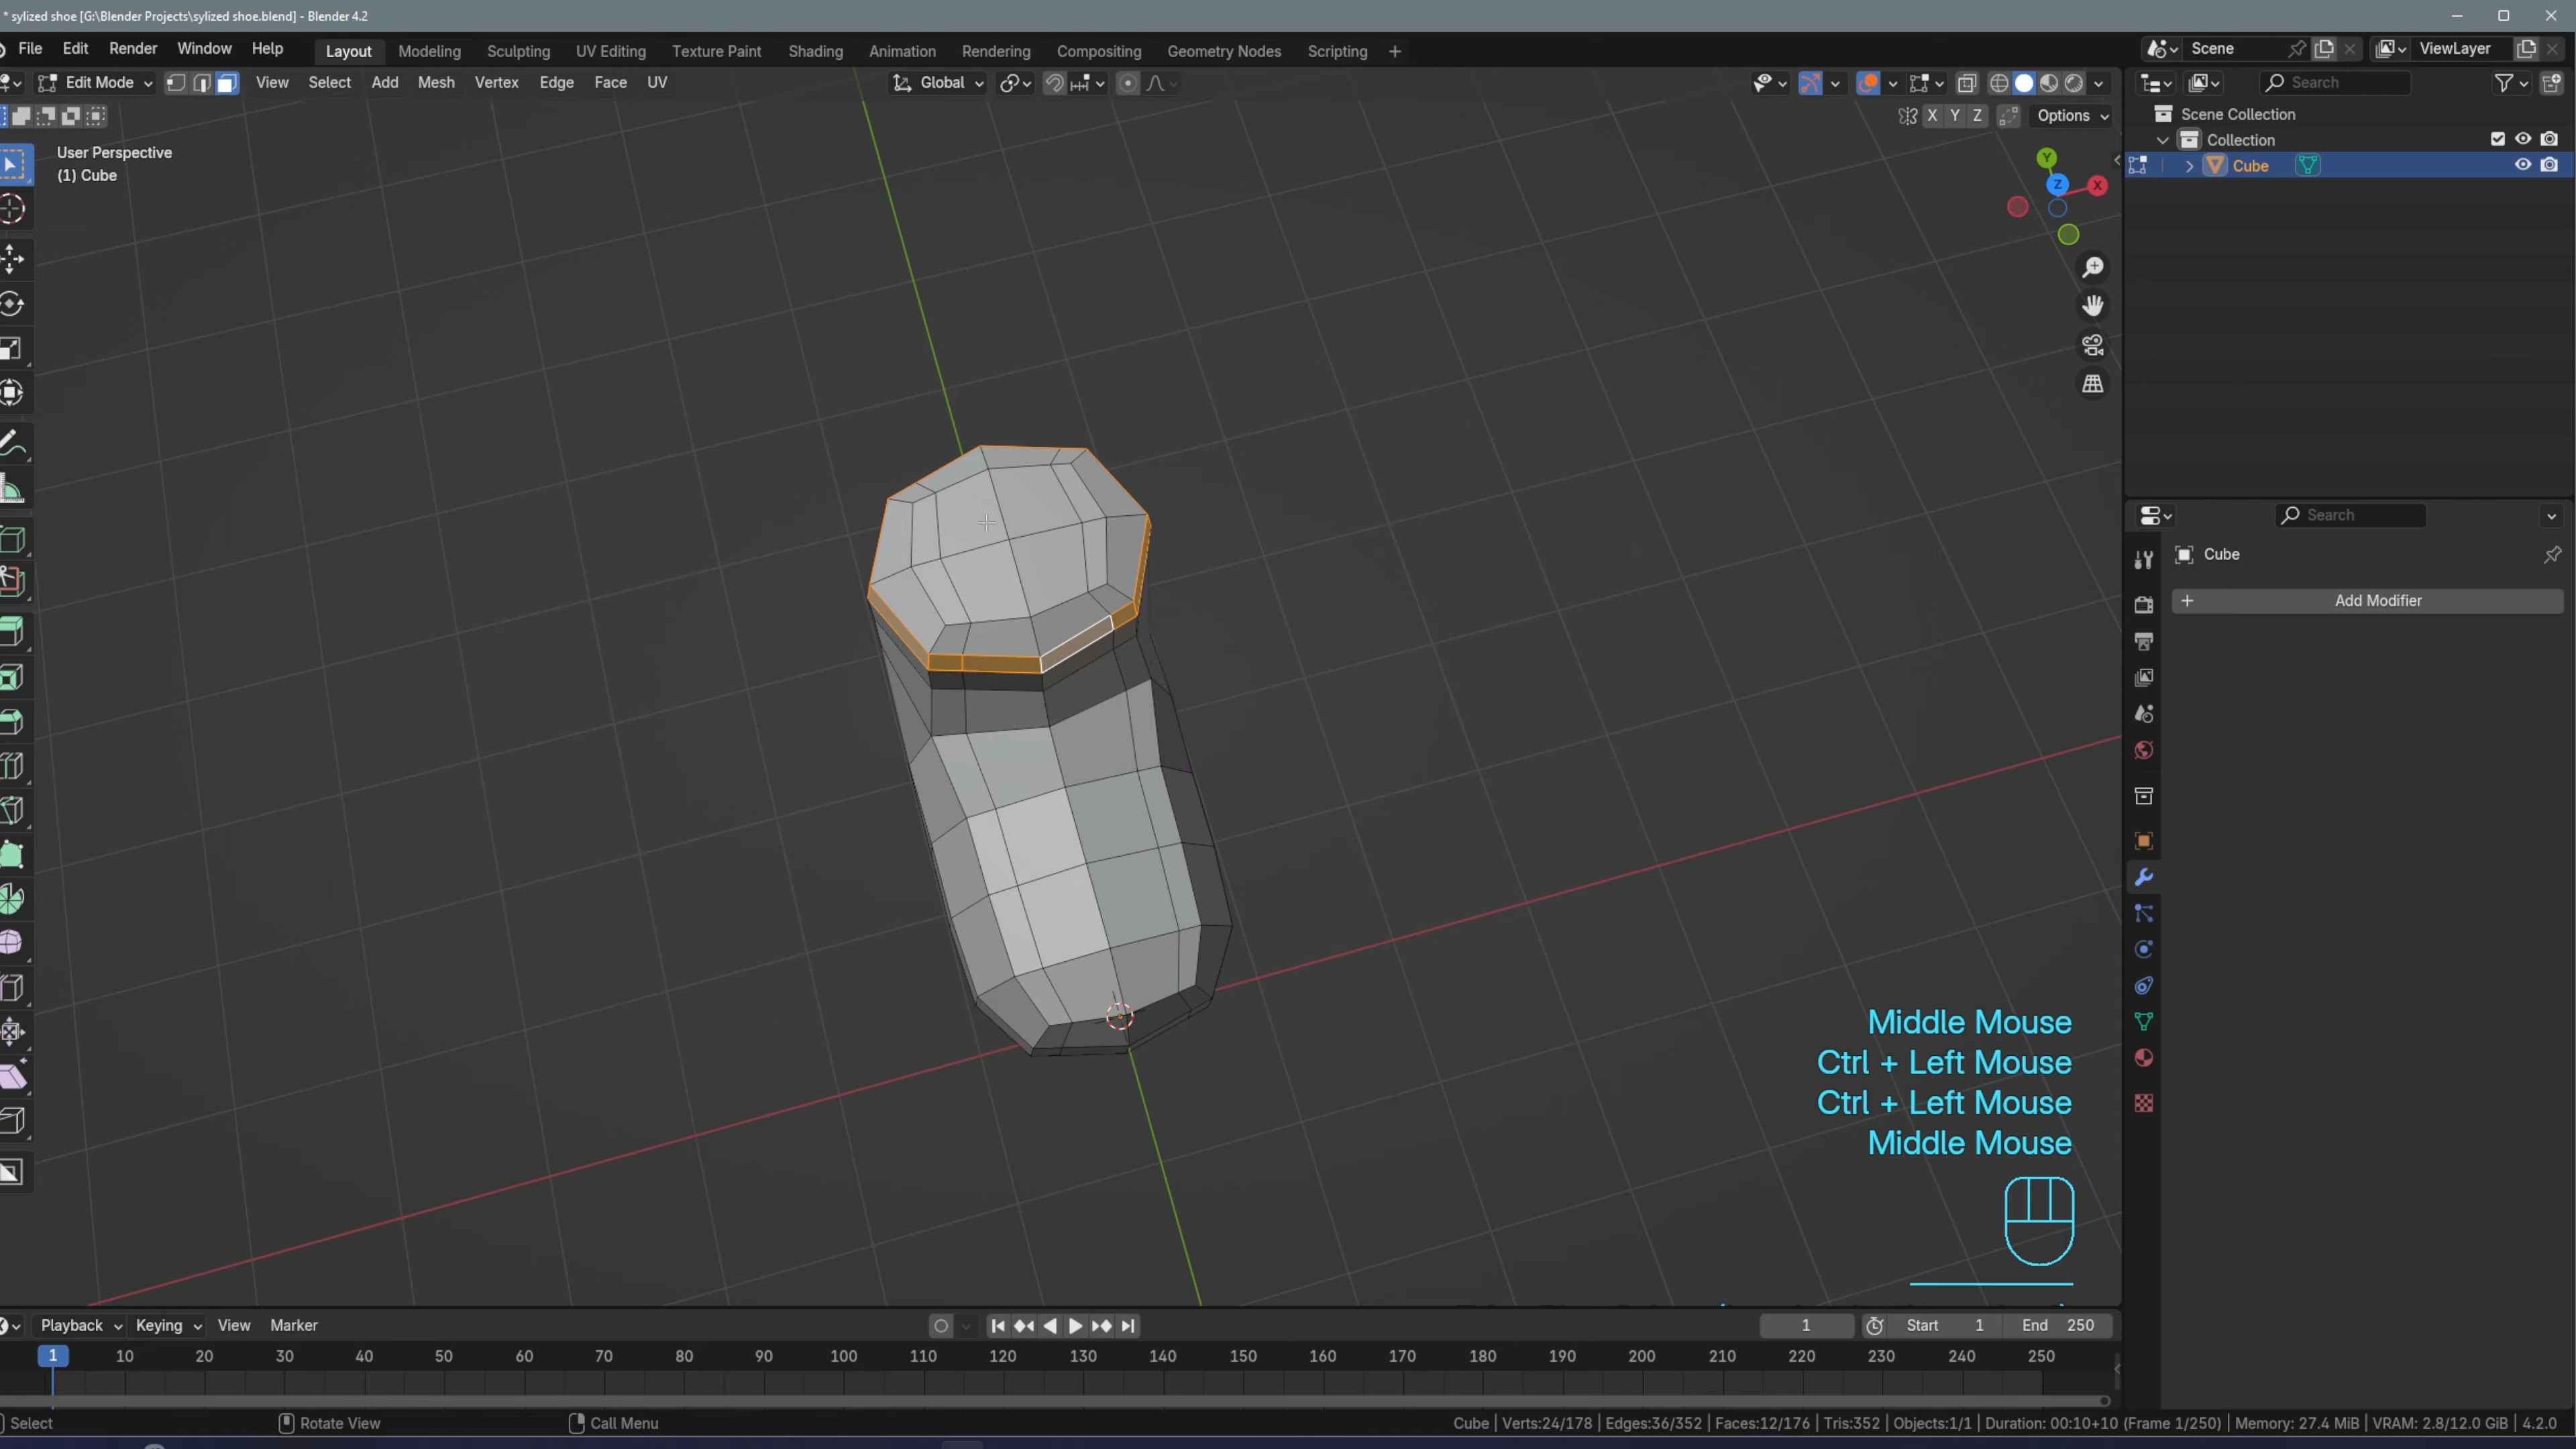 * sylized shoe [G:\Blender Projects\sylized shoe.blend] - Blender 4.2
File Edit Render Window Help Layout Modeling Sculpting UV Editing Texture Paint Shading Animation Rendering Compositing Geometry Nodes Scripting + Scene ViewLayer
Edit Mode View Select Add Mesh Vertex Edge Face UV Global Search
X Y Z Options
Scene Collection
Collection
Cube
User Perspective
(1) Cube
Y
Z
X
Search
Cube
+ Add Modifier
Middle Mouse
Ctrl + Left Mouse
Ctrl + Left Mouse
Middle Mouse
Playback Keying View Marker 1 Start 1 End 250
1 10 20 30 40 50 60 70 80 90 100 110 120 130 140 150 160 170 180 190 200 210 220 230 240 250
Select Rotate View Call Menu Cube | Verts:24/178 | Edges:36/352 | Faces:12/176 | Tris:352 | Objects:1/1 | Duration: 00:10+10 (Frame 1/250) | Memory: 27.4 MiB | VRAM: 2.8/12.0 GiB | 4.2.0